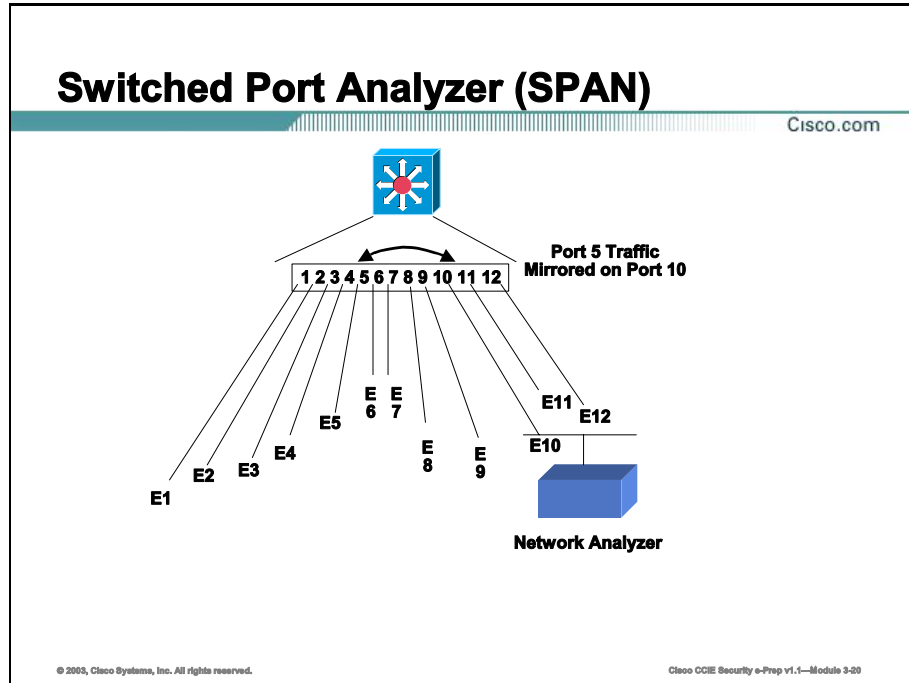 Switched Port Analyzer (SPAN)
Cisco.com
Port 5 Traffic
Mirrored on Port 10
1 2 3 4 5 6 7 8 9 10 11 12
E1
E2
E3
E4
E5
E
6
E
7
E
8
E
9
E10
E11
E12
Network Analyzer
© 2003, Cisco Systems, Inc. All rights reserved.
Cisco CCIE Security e-Prep v1.1—Module 3-20